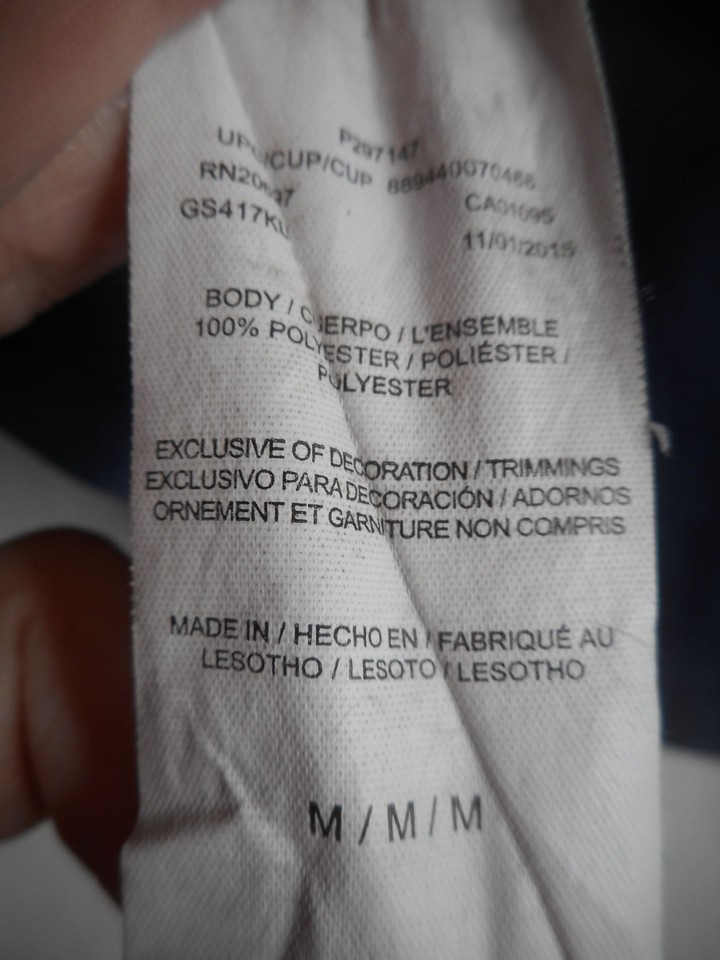 P297147
UPC/CUP/CUP 889440070466
CA01095
11/01/2015
BODY / CUERPO / L'ENSEMBLE
100% POLYESTER / POLIÉSTER /
POLYESTER
EXCLUSIVE OF DECORATION / TRIMMINGS
EXCLUSIVO PARA DECORACIÓN / ADORNOS
ORNEMENT ET GARNITURE NON COMPRIS
MADE IN / HECHO EN / FABRIQUÉ AU
LESOTHO / LESOTO / LESOTHO
M / M / M